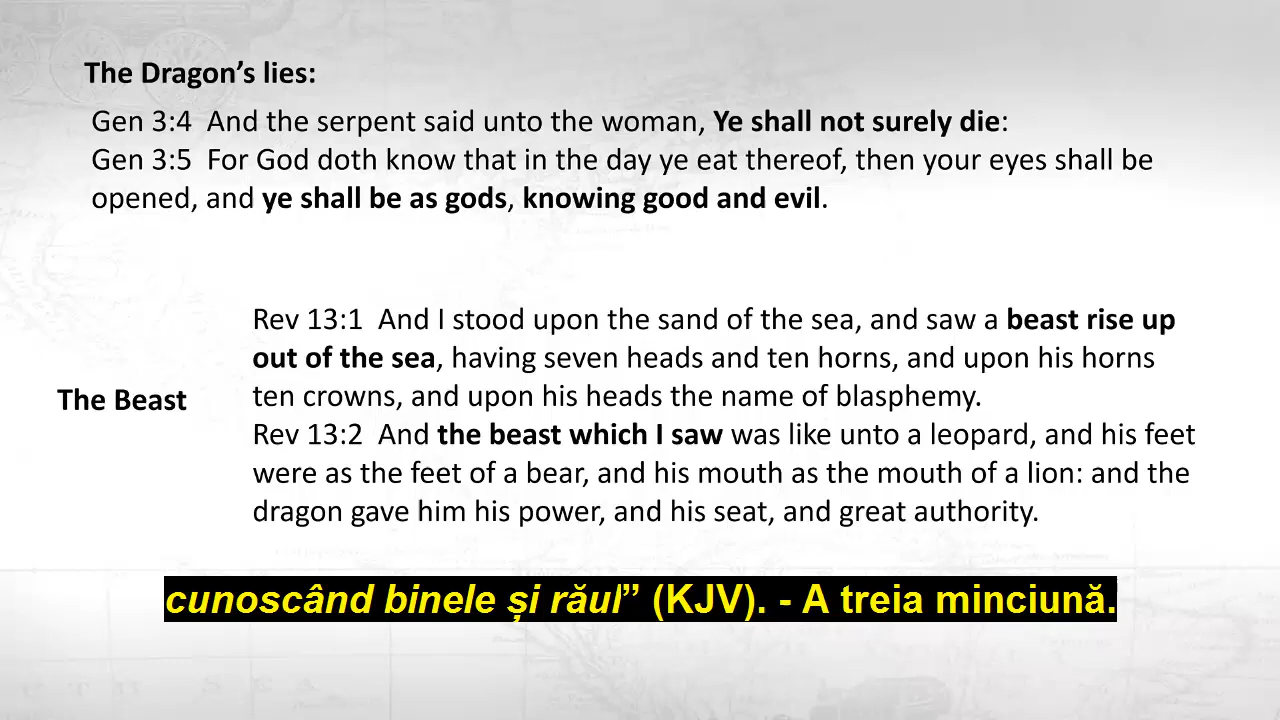 The Dragon’s lies:
Gen 3:4  And the serpent said unto the woman, Ye shall not surely die:
Gen 3:5  For God doth know that in the day ye eat thereof, then your eyes shall be
opened, and ye shall be as gods, knowing good and evil.
The Beast
Rev 13:1  And I stood upon the sand of the sea, and saw a beast rise up
out of the sea, having seven heads and ten horns, and upon his horns
ten crowns, and upon his heads the name of blasphemy.
Rev 13:2  And the beast which I saw was like unto a leopard, and his feet
were as the feet of a bear, and his mouth as the mouth of a lion: and the
dragon gave him his power, and his seat, and great authority.
cunoscând binele și răul” (KJV). - A treia minciună.